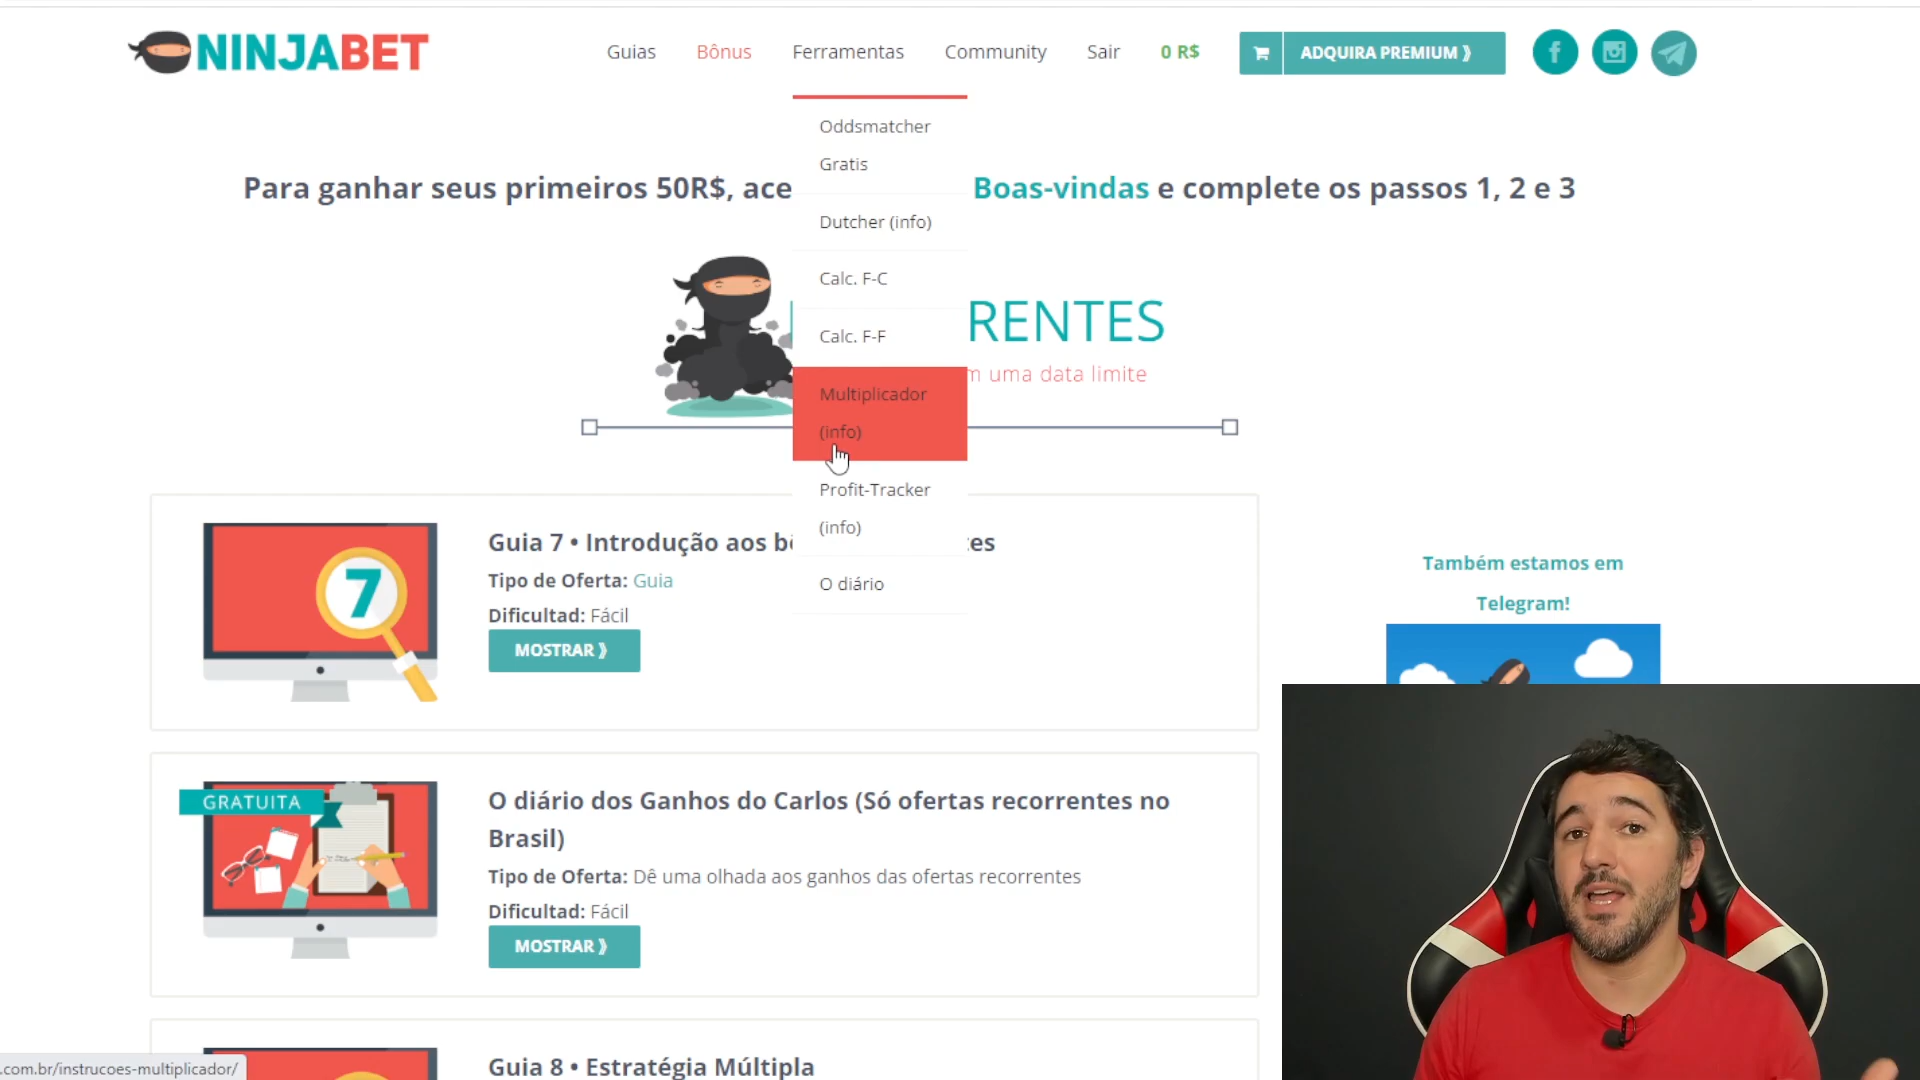 NINJABET
Guias
Bônus
Ferramentas
Community
Sair
0 R$
ADQUIRA PREMIUM ⟫
Oddsmatcher
Gratis
Dutcher (info)
Calc. F-C
Calc. F-F
Multiplicador
(info)
Profit-Tracker
(info)
O diário
Para ganhar seus primeiros 50R$, ace
Boas-vindas e complete os passos 1, 2 e 3
RENTES
m uma data limite
7
Guia 7 • Introdução aos bô
tes
Tipo de Oferta: Guia
Dificultad: Fácil
MOSTRAR ⟫
GRATUITA
O diário dos Ganhos do Carlos (Só ofertas recorrentes no
Brasil)
Tipo de Oferta: Dê uma olhada aos ganhos das ofertas recorrentes
Dificultad: Fácil
MOSTRAR ⟫
Guia 8 • Estratégia Múltipla
Também estamos em
Telegram!
.com.br/instrucoes-multiplicador/